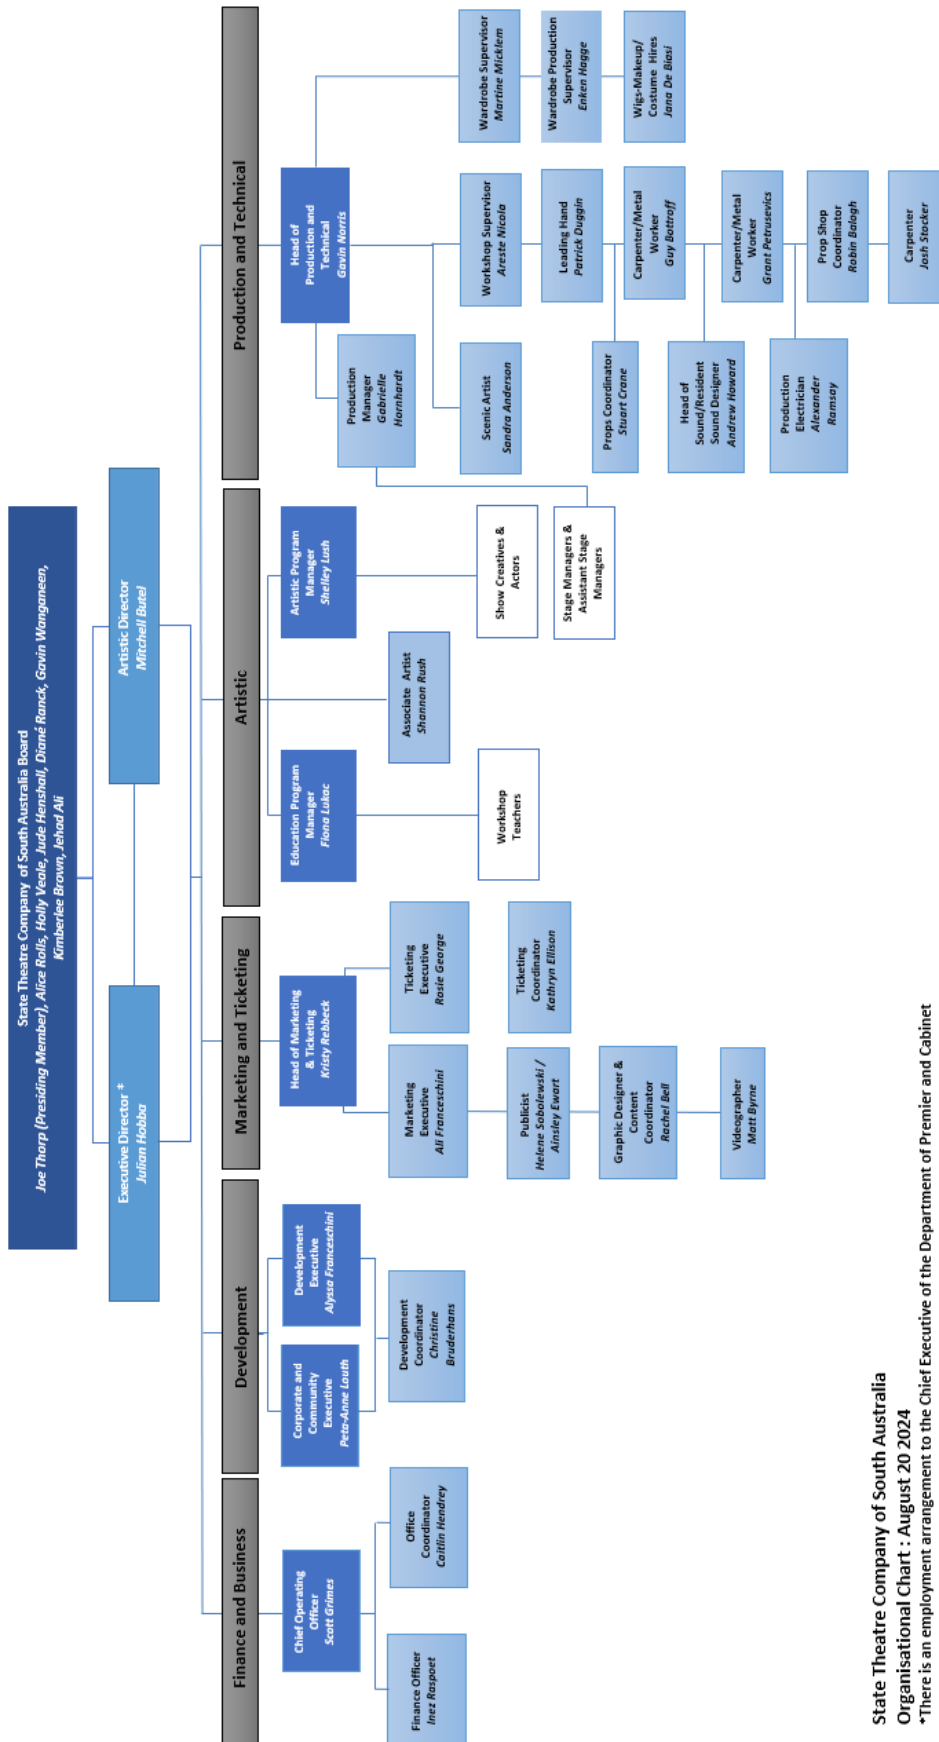 State Theatre Company of South Australia Board
Joe Thorp (Presiding Member), Alice Rolls, Holly Veale, Jude Henshall, Diané Ranck, Gavin Wanganeen,
Kimberlee Brown, Jehad Ali
Executive Director *
Julian Hobba
Artistic Director
Mitchell Butel
Finance and Business
Chief Operating
Officer
Scott Grimes
Finance Officer
Inez Raspoet
Office
Coordinator
Caitlin Hendrey
Development
Corporate and
Community
Executive
Peta-Anne Louth
Development
Executive
Alyssa Franceschini
Development
Coordinator
Christine
Bruderhans
Marketing and Ticketing
Head of Marketing
& Ticketing
Kristy Rebbeck
Marketing
Executive
Ali Franceschini
Publicist
Helene Sobolewski /
Ainsley Ewart
Graphic Designer &
Content
Coordinator
Rachel Bell
Videographer
Matt Byrne
Ticketing
Executive
Rosie George
Ticketing
Coordinator
Kathryn Ellison
Artistic
Education Program
Manager
Fiona Lukac
Workshop
Teachers
Associate Artist
Shannon Rush
Artistic Program
Manager
Shelley Lush
Show Creatives &
Actors
Stage Managers &
Assistant Stage
Managers
Production and Technical
Head of
Production and
Technical
Gavin Norris
Production
Manager
Gabrielle
Hornhardt
Scenic Artist
Sandra Anderson
Props Coordinator
Stuart Crane
Head of
Sound/Resident
Sound Designer
Andrew Howard
Production
Electrician
Alexander
Ramsay
Workshop Supervisor
Areste Nicola
Leading Hand
Patrick Duggin
Carpenter/Metal
Worker
Guy Bottroff
Carpenter/Metal
Worker
Grant Petrusevics
Prop Shop
Coordinator
Robin Balogh
Carpenter
Josh Stocker
Wardrobe Supervisor
Martine Micklem
Wardrobe Production
Supervisor
Enken Hagge
Wigs-Makeup/
Costume Hires
Jana De Biasi
State Theatre Company of South Australia
Organisational Chart : August 20 2024
*There is an employment arrangement to the Chief Executive of the Department of Premier and Cabinet